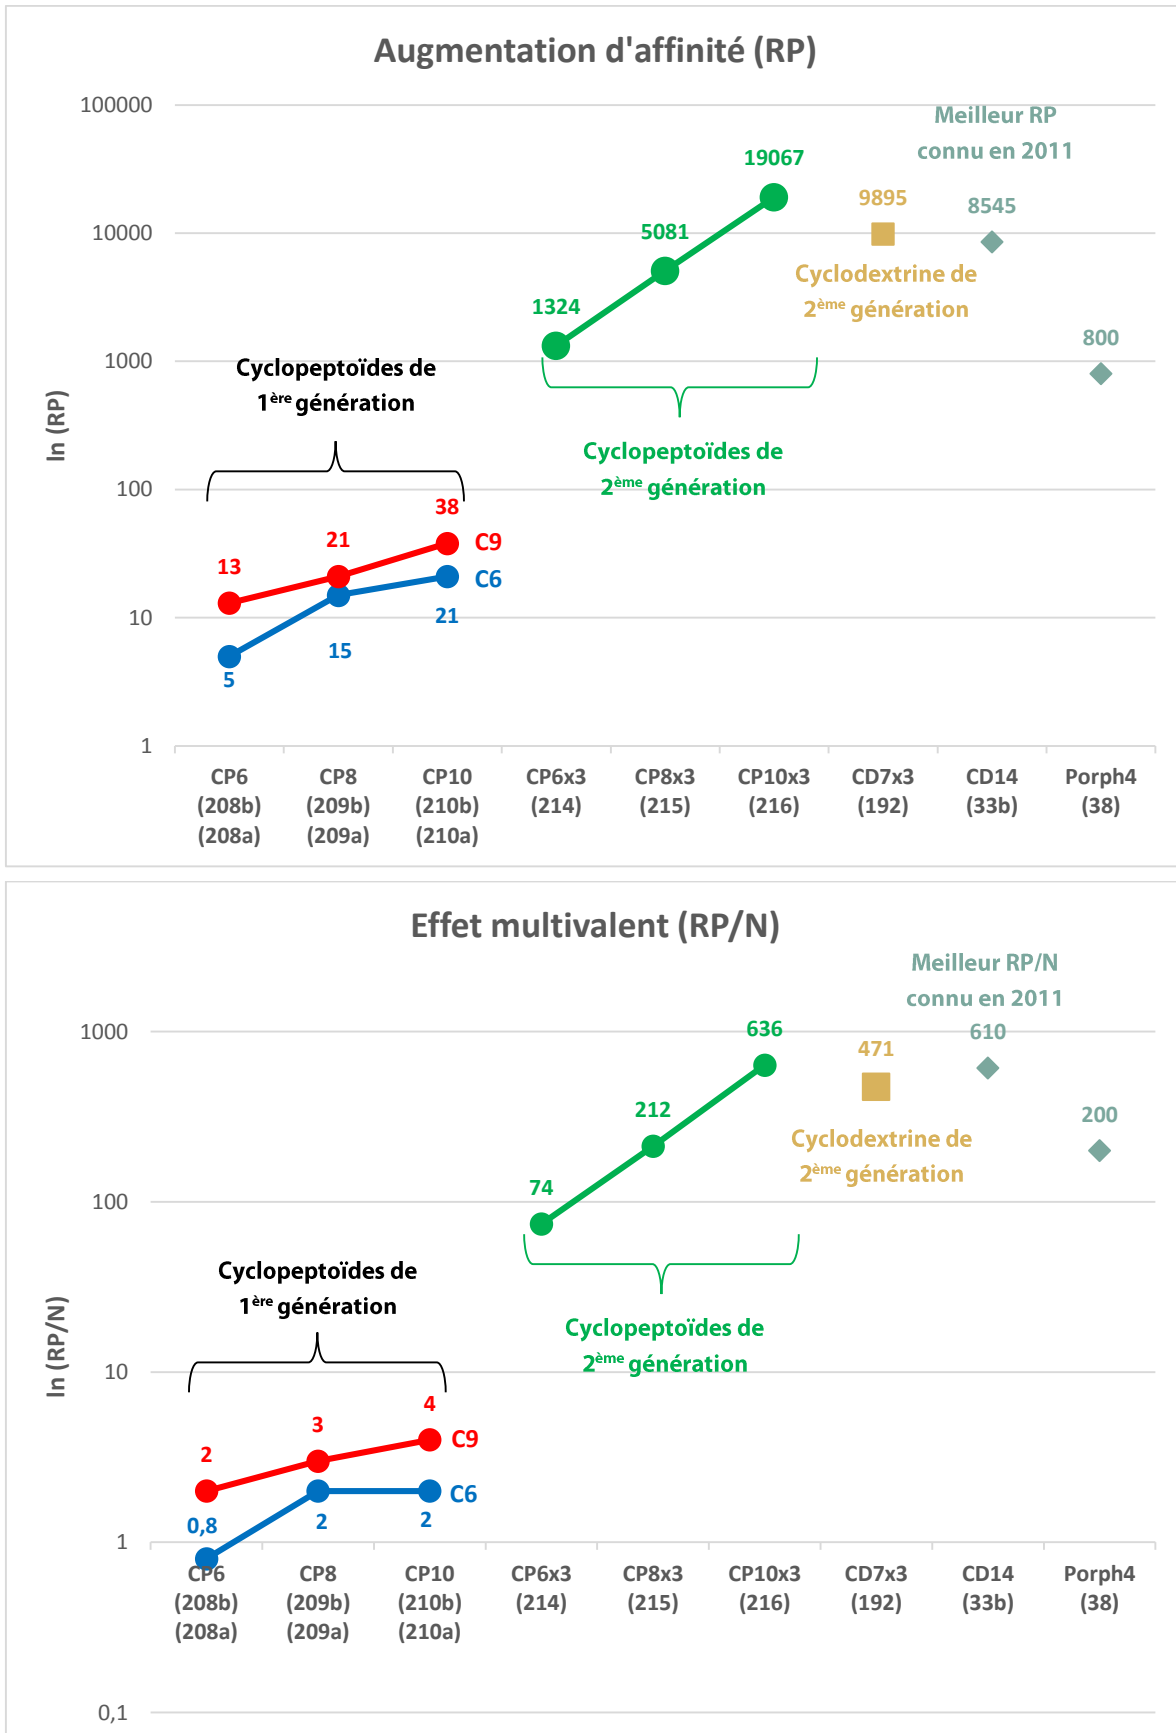 Augmentation d'affinité (RP)
100000
10000
1000
100
10
1
ln (RP)
Meilleur RP
connu en 2011
19067
9895
8545
5081
Cyclodextrine de
2ème génération
1324
800
Cyclopeptoïdes de
1ère génération
Cyclopeptoïdes de
2ème génération
38
21
13
C9
C6
21
15
5
CP6
(208b)
(208a)
CP8
(209b)
(209a)
CP10
(210b)
(210a)
CP6x3
(214)
CP8x3
(215)
CP10x3
(216)
CD7x3
(192)
CD14
(33b)
Porph4
(38)
Effet multivalent (RP/N)
1000
100
10
1
0,1
ln (RP/N)
Meilleur RP/N
connu en 2011
636
471
610
212
200
Cyclodextrine de
2ème génération
74
Cyclopeptoïdes de
1ère génération
Cyclopeptoïdes de
2ème génération
4
3
2
C9
C6
0,8
2
2
CP6
(208b)
(208a)
CP8
(209b)
(209a)
CP10
(210b)
(210a)
CP6x3
(214)
CP8x3
(215)
CP10x3
(216)
CD7x3
(192)
CD14
(33b)
Porph4
(38)